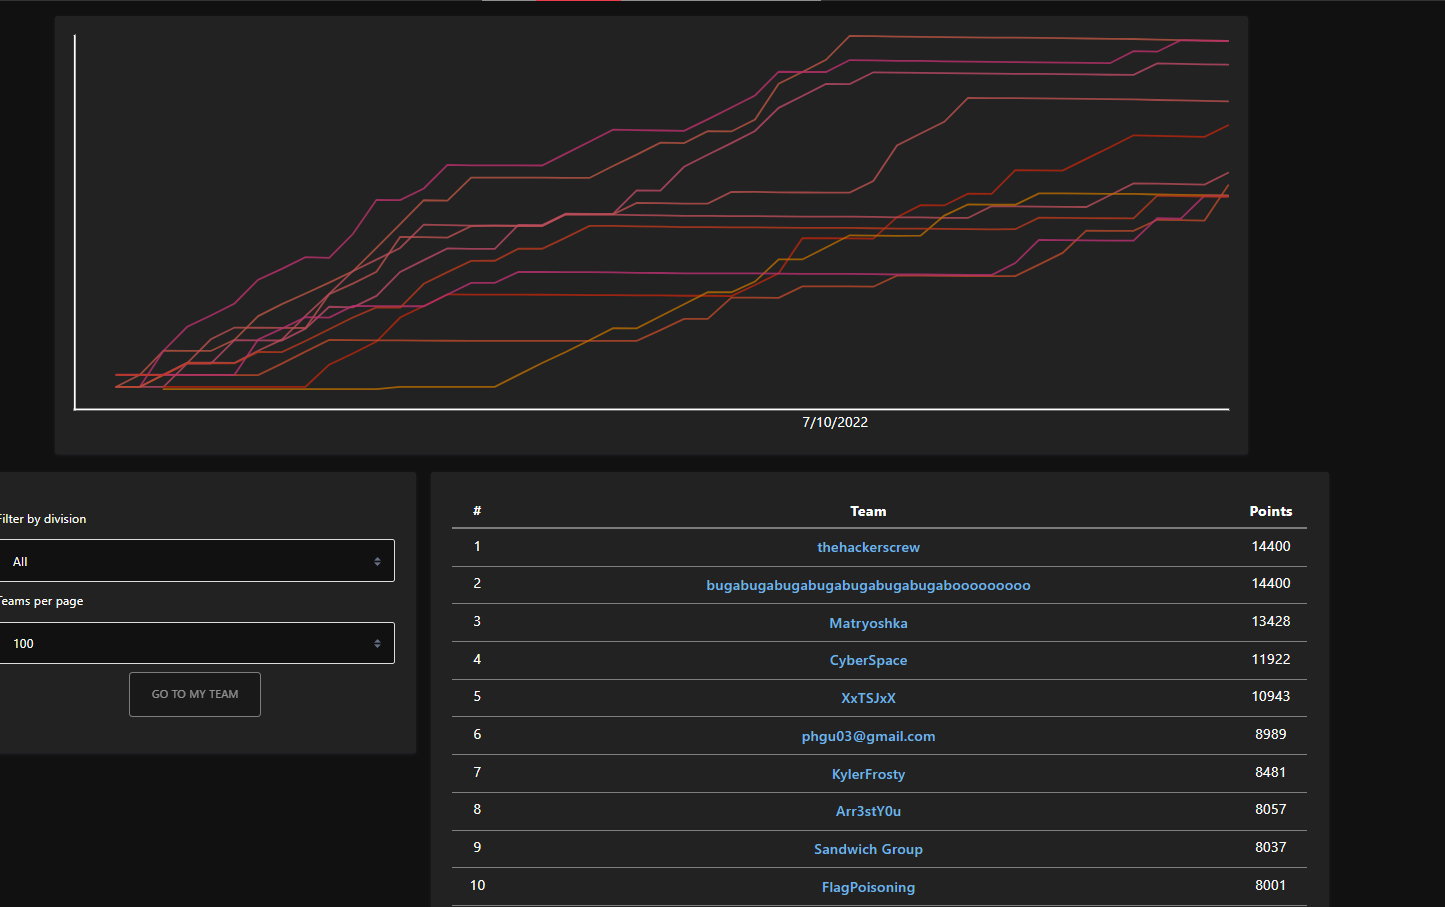 7/10/2022
Filter by division
All
Teams per page
100
GO TO MY TEAM
# Team Points
1 thehackerscrew 14400
2 bugabugabugabugabugabugabugabooooooooo 14400
3 Matryoshka 13428
4 CyberSpace 11922
5 XxTSJxX 10943
6 phgu03@gmail.com 8989
7 KylerFrosty 8481
8 Arr3stY0u 8057
9 Sandwich Group 8037
10 FlagPoisoning 8001